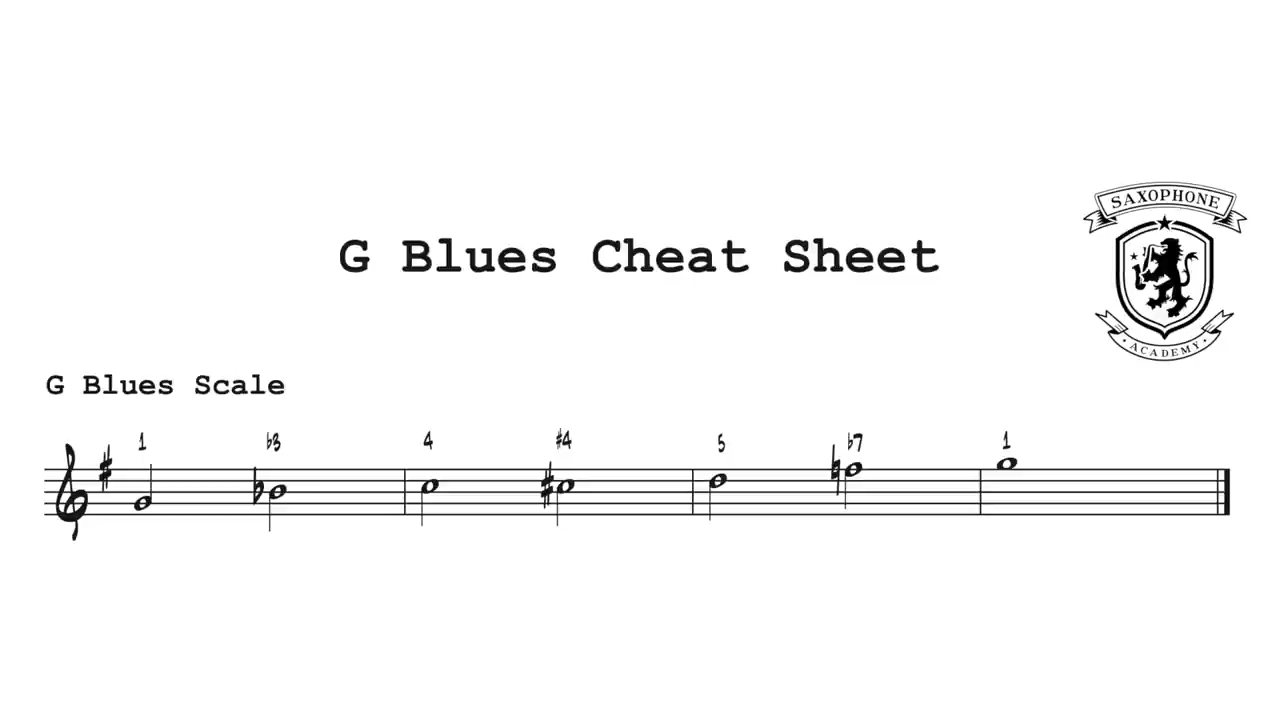 G Blues Cheat Sheet
SAXOPHONE
ACADEMY
G Blues Scale
1 ♭3 4 ♯4 5 ♭7 1